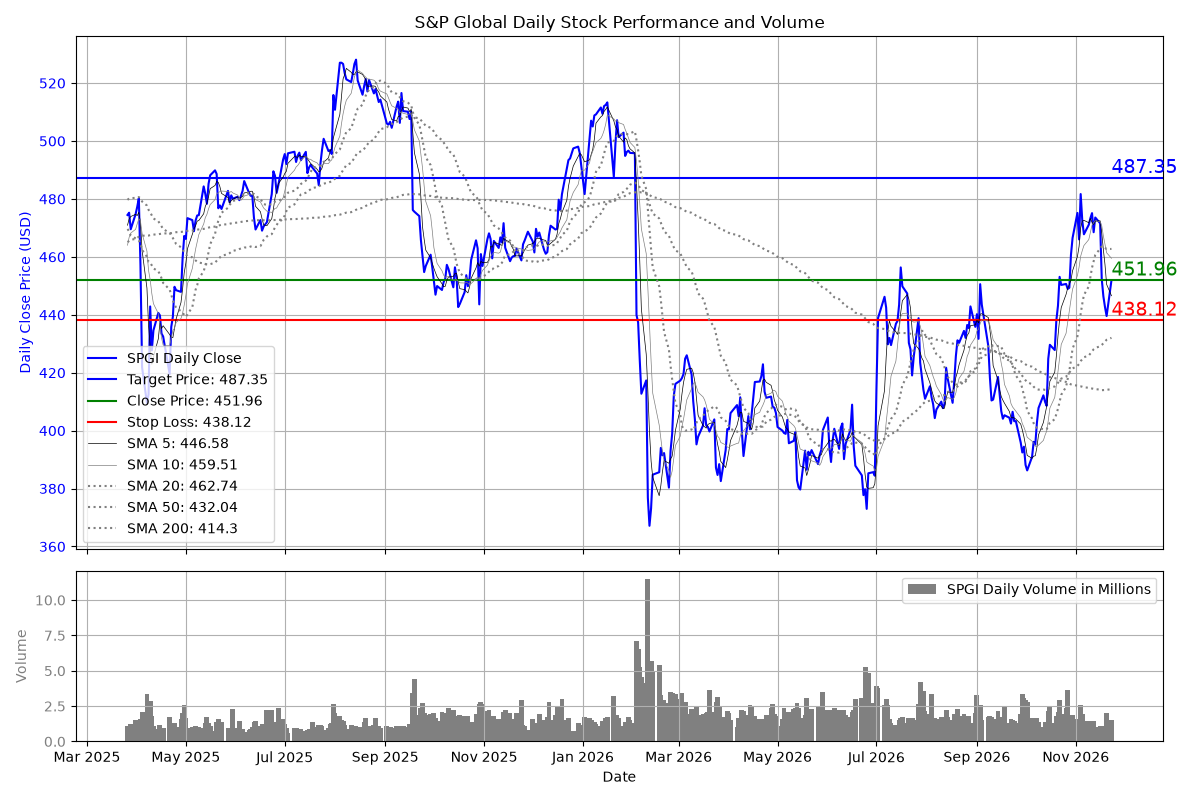 S&P Global Daily Stock Performance and Volume
Daily Close Price (USD)
520
500
480
460
440
420
400
380
360
487.35
451.96
438.12
SPGI Daily Close
Target Price: 487.35
Close Price: 451.96
Stop Loss: 438.12
SMA 5: 446.58
SMA 10: 459.51
SMA 20: 462.74
SMA 50: 432.04
SMA 200: 414.3
Volume
10.0
7.5
5.0
2.5
0.0
SPGI Daily Volume in Millions
Mar 2025 May 2025 Jul 2025 Sep 2025 Nov 2025 Jan 2026 Mar 2026 May 2026 Jul 2026 Sep 2026 Nov 2026
Date